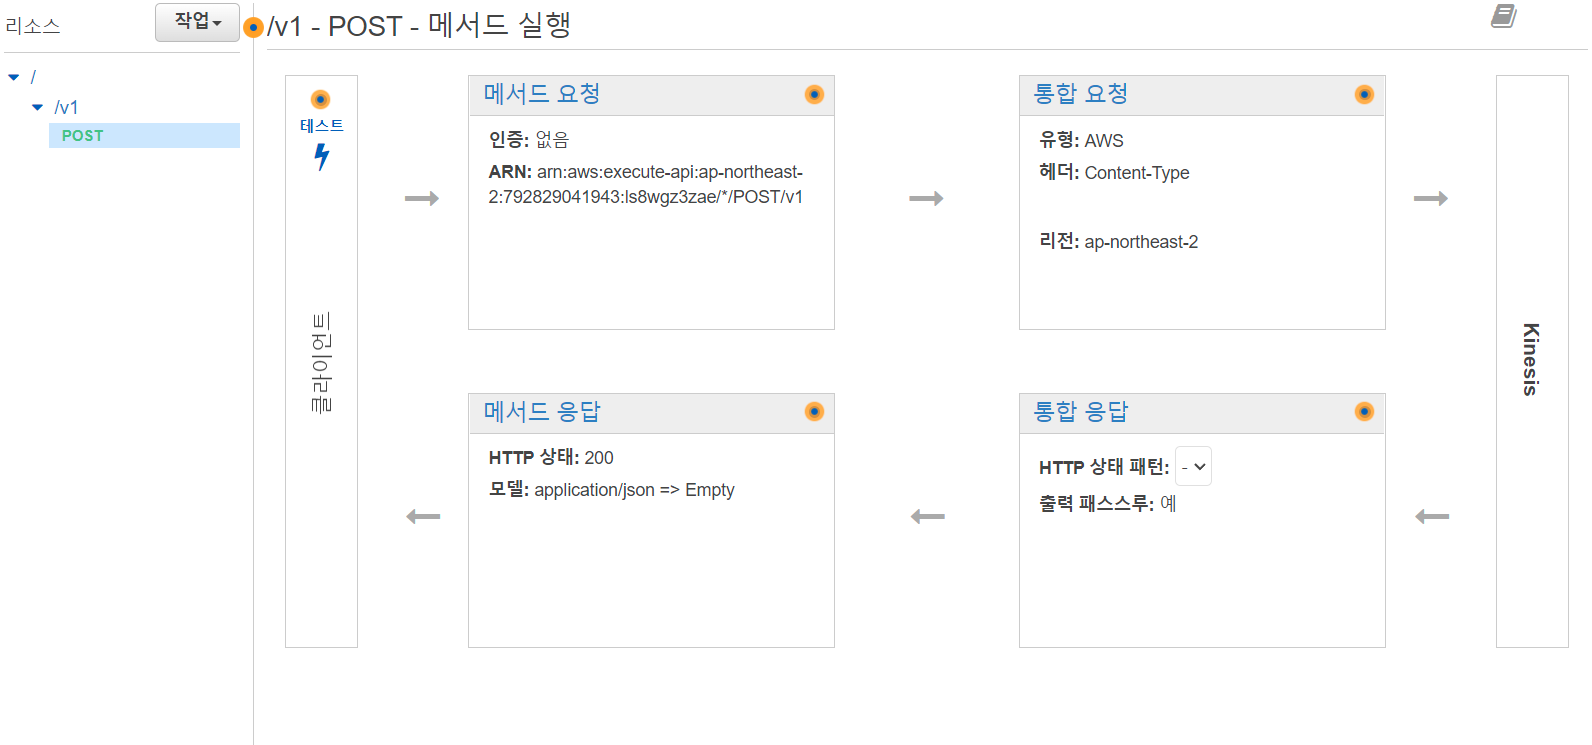 리소스
작업
/v1 - POST - 메서드 실행
/
/v1
POST
테스트
클라이언트
메서드 요청
인증: 없음
ARN: arn:aws:execute-api:ap-northeast-
2:792829041943:ls8wgz3zae/*/POST/v1
통합 요청
유형: AWS
헤더: Content-Type
리전: ap-northeast-2
Kinesis
메서드 응답
HTTP 상태: 200
모델: application/json => Empty
통합 응답
HTTP 상태 패턴: -
출력 패스스루: 예